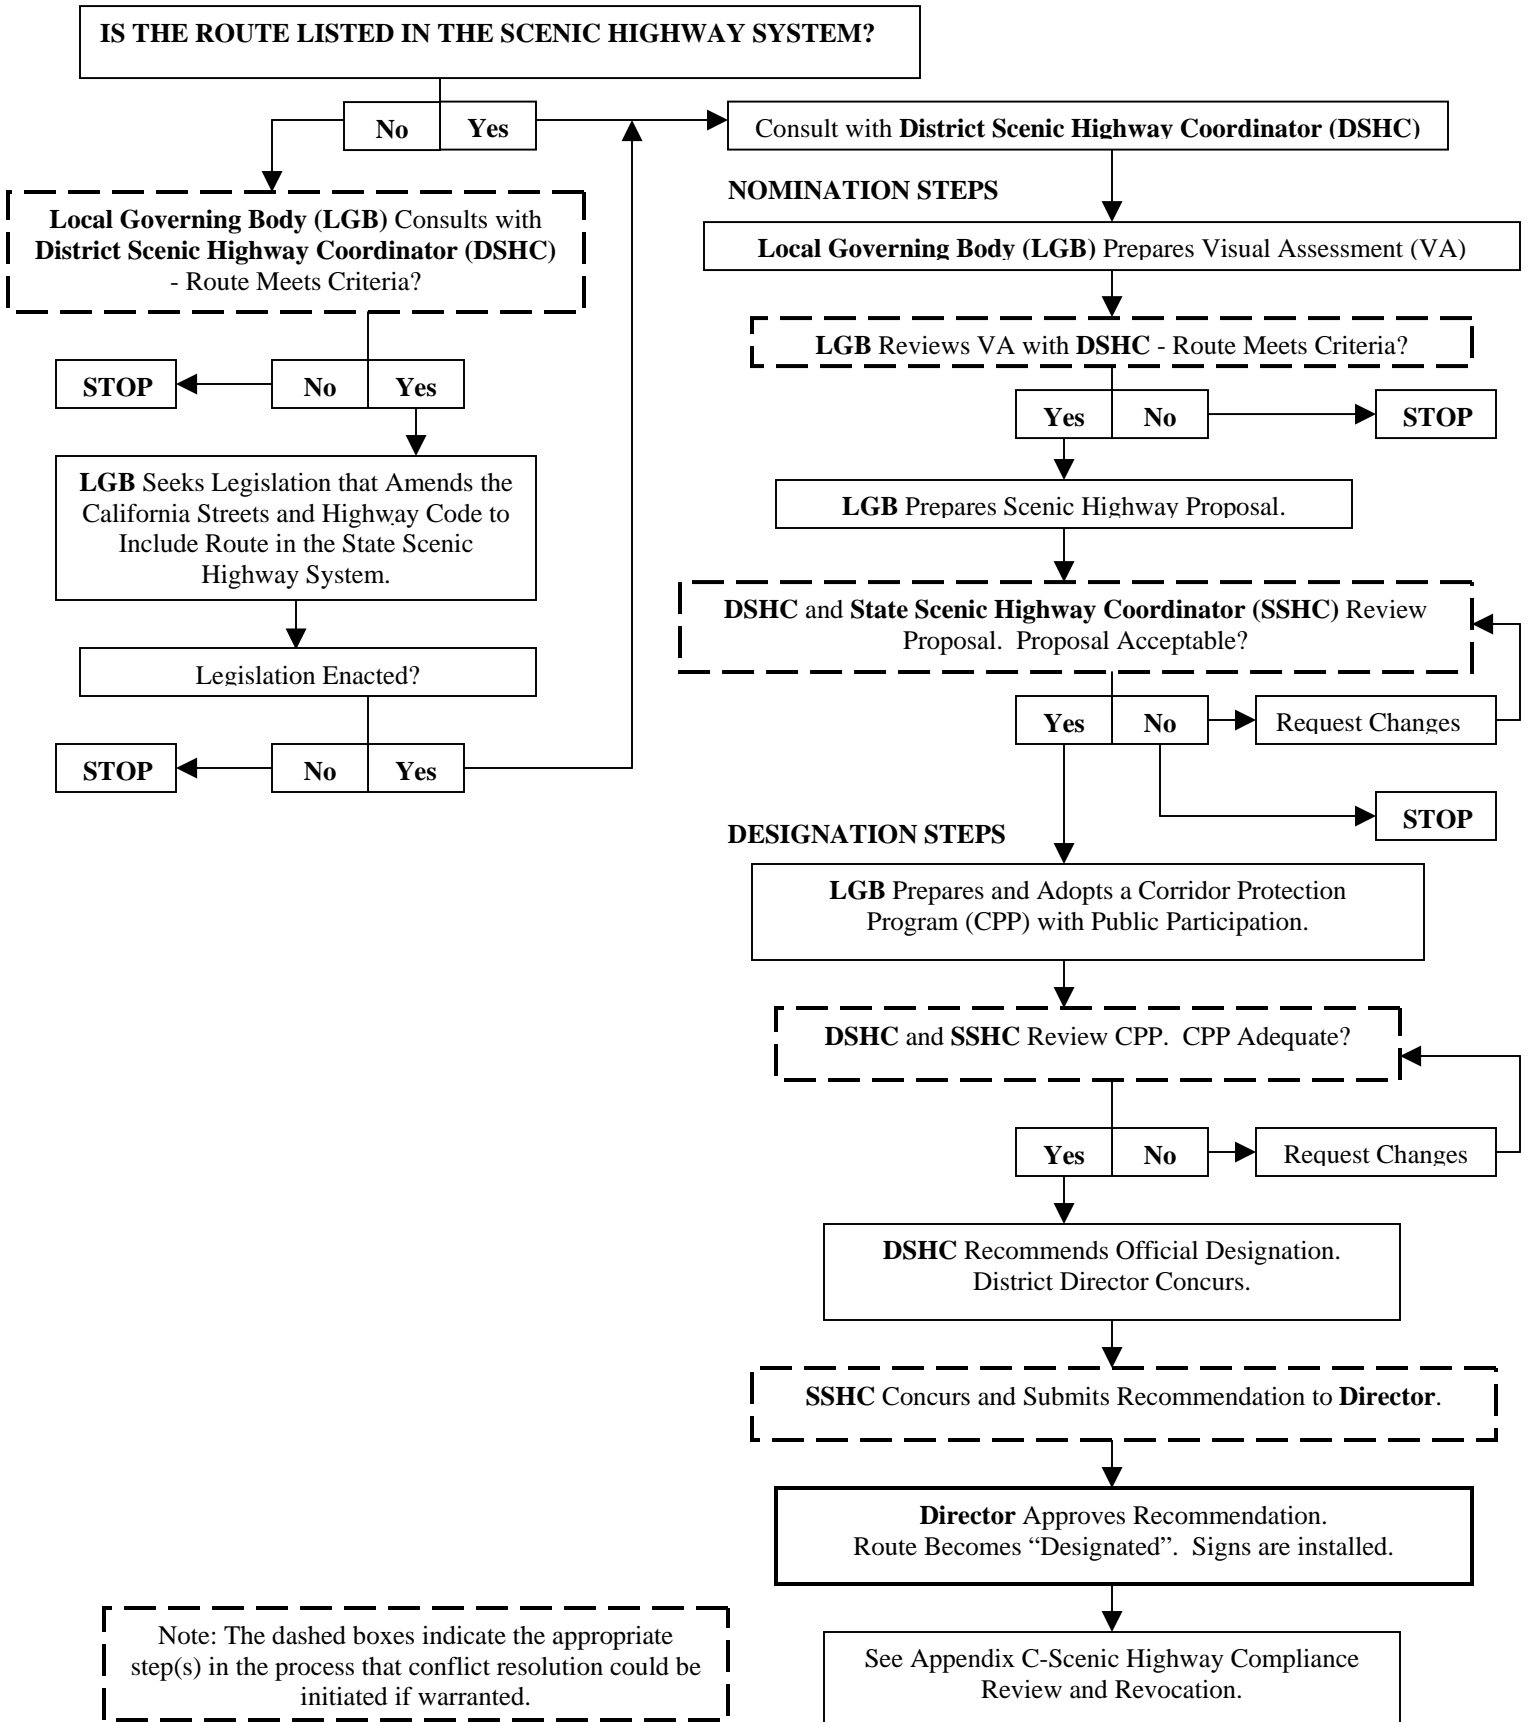 IS THE ROUTE LISTED IN THE SCENIC HIGHWAY SYSTEM?
No
Yes
Local Governing Body (LGB) Consults with
District Scenic Highway Coordinator (DSHC)
- Route Meets Criteria?
STOP
No
Yes
LGB Seeks Legislation that Amends the
California Streets and Highway Code to
Include Route in the State Scenic
Highway System.
Legislation Enacted?
STOP
No
Yes
Consult with District Scenic Highway Coordinator (DSHC)
NOMINATION STEPS
Local Governing Body (LGB) Prepares Visual Assessment (VA)
LGB Reviews VA with DSHC - Route Meets Criteria?
Yes
No
STOP
LGB Prepares Scenic Highway Proposal.
DSHC and State Scenic Highway Coordinator (SSHC) Review
Proposal. Proposal Acceptable?
Yes
No
Request Changes
STOP
DESIGNATION STEPS
LGB Prepares and Adopts a Corridor Protection
Program (CPP) with Public Participation.
DSHC and SSHC Review CPP. CPP Adequate?
Yes
No
Request Changes
DSHC Recommends Official Designation.
District Director Concurs.
SSHC Concurs and Submits Recommendation to Director.
Director Approves Recommendation.
Route Becomes “Designated”. Signs are installed.
See Appendix C-Scenic Highway Compliance
Review and Revocation.
Note: The dashed boxes indicate the appropriate
step(s) in the process that conflict resolution could be
initiated if warranted.